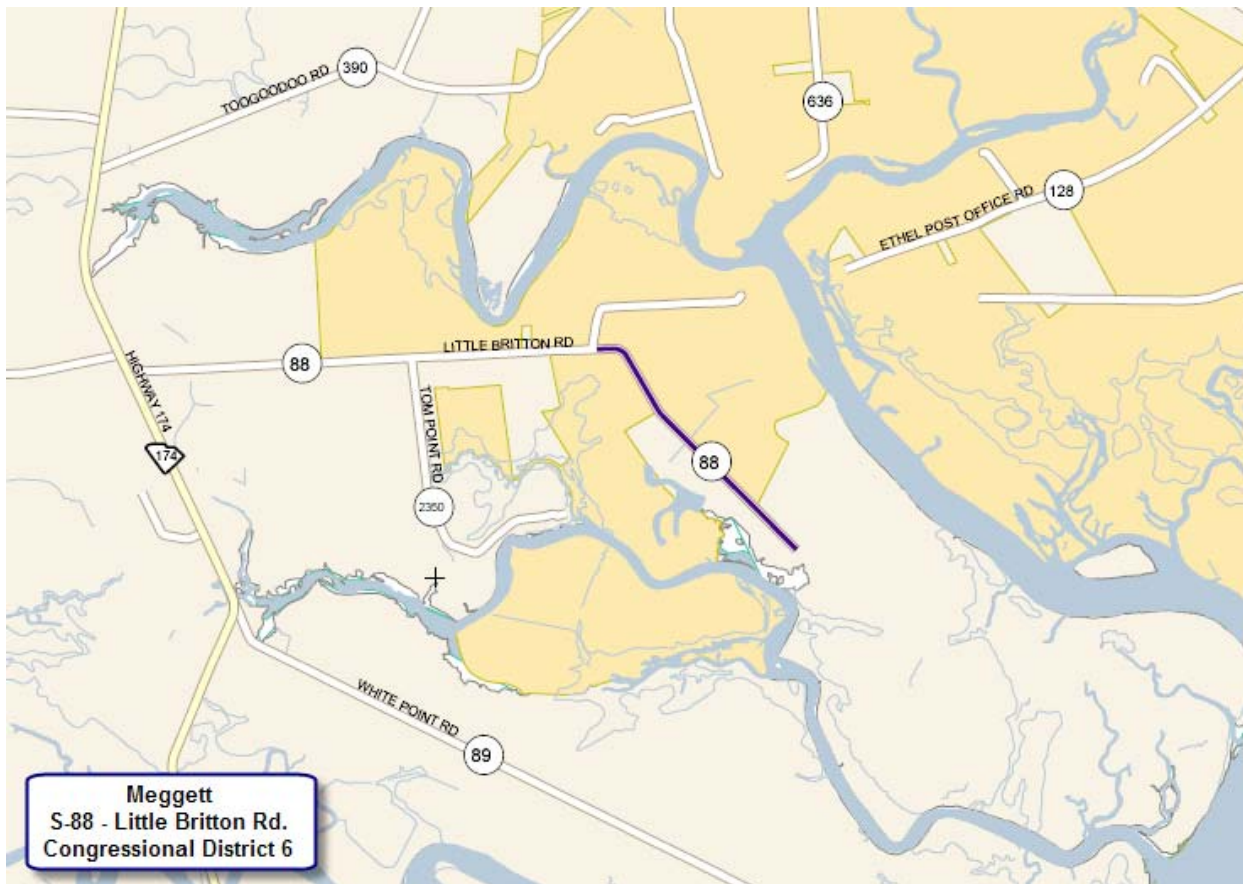 TOOGOODOO RD
390
636
128
ETHEL POST OFFICE RD
LITTLE BRITTON RD
88
HIGHWAY 174
174
TOM POINT RD
2350
88
WHITE POINT RD
89
Meggett
S-88 - Little Britton Rd.
Congressional District 6